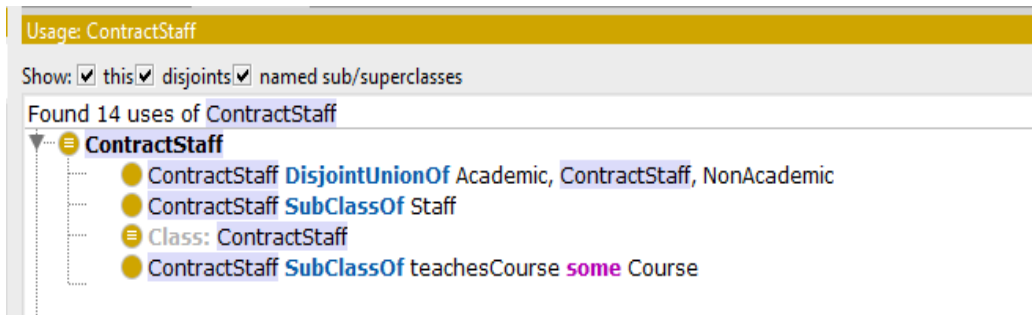 Usage: ContractStaff
Show: this disjoints named sub/superclasses
Found 14 uses of ContractStaff
ContractStaff
ContractStaff DisjointUnionOf Academic, ContractStaff, NonAcademic
ContractStaff SubClassOf Staff
Class: ContractStaff
ContractStaff SubClassOf teachesCourse some Course